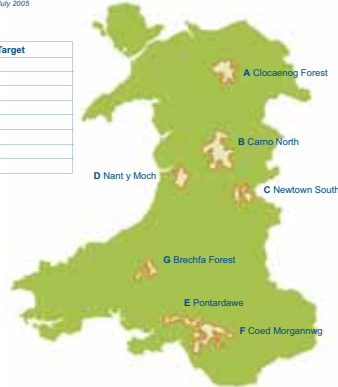 July 2005
Target
A Clocaenog Forest
B Carno North
D Nant y Moch
C Newtown South
G Brechfa Forest
E Pontardawe
F Coed Morgannwg